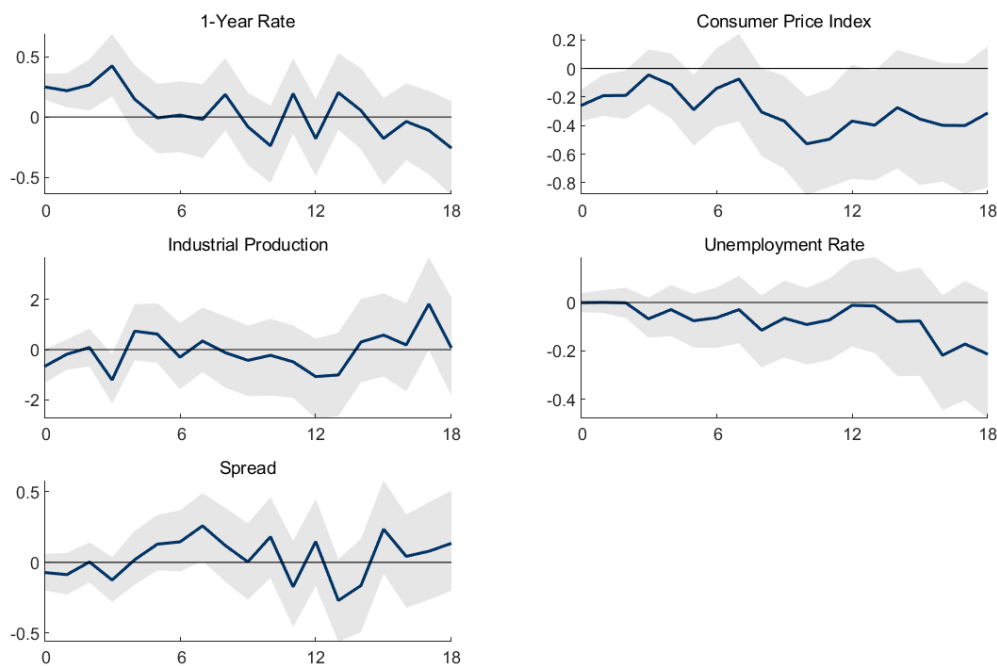 1-Year Rate
0.5
0
-0.5
0 6 12 18
Consumer Price Index
0.2
0
-0.2
-0.4
-0.6
-0.8
0 6 12 18
Industrial Production
2
0
-2
0 6 12 18
Unemployment Rate
0
-0.2
-0.4
0 6 12 18
Spread
0.5
0
-0.5
0 6 12 18